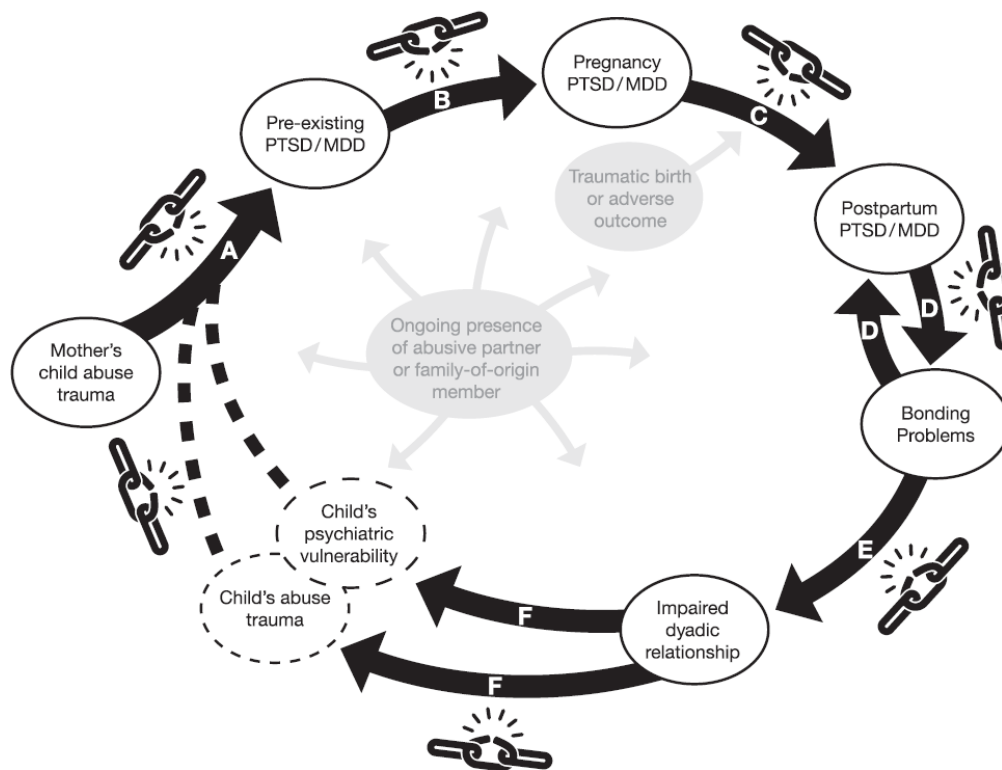 B
Pregnancy
PTSD/MDD
C
Pre-existing
PTSD/MDD
Traumatic birth
or adverse
outcome
Postpartum
PTSD/MDD
A
D
D
Ongoing presence
of abusive partner
or family-of-origin
member
Mother's
child abuse
trauma
Bonding
Problems
Child's
psychiatric
vulnerability
E
Child's abuse
trauma
F
Impaired
dyadic
relationship
F